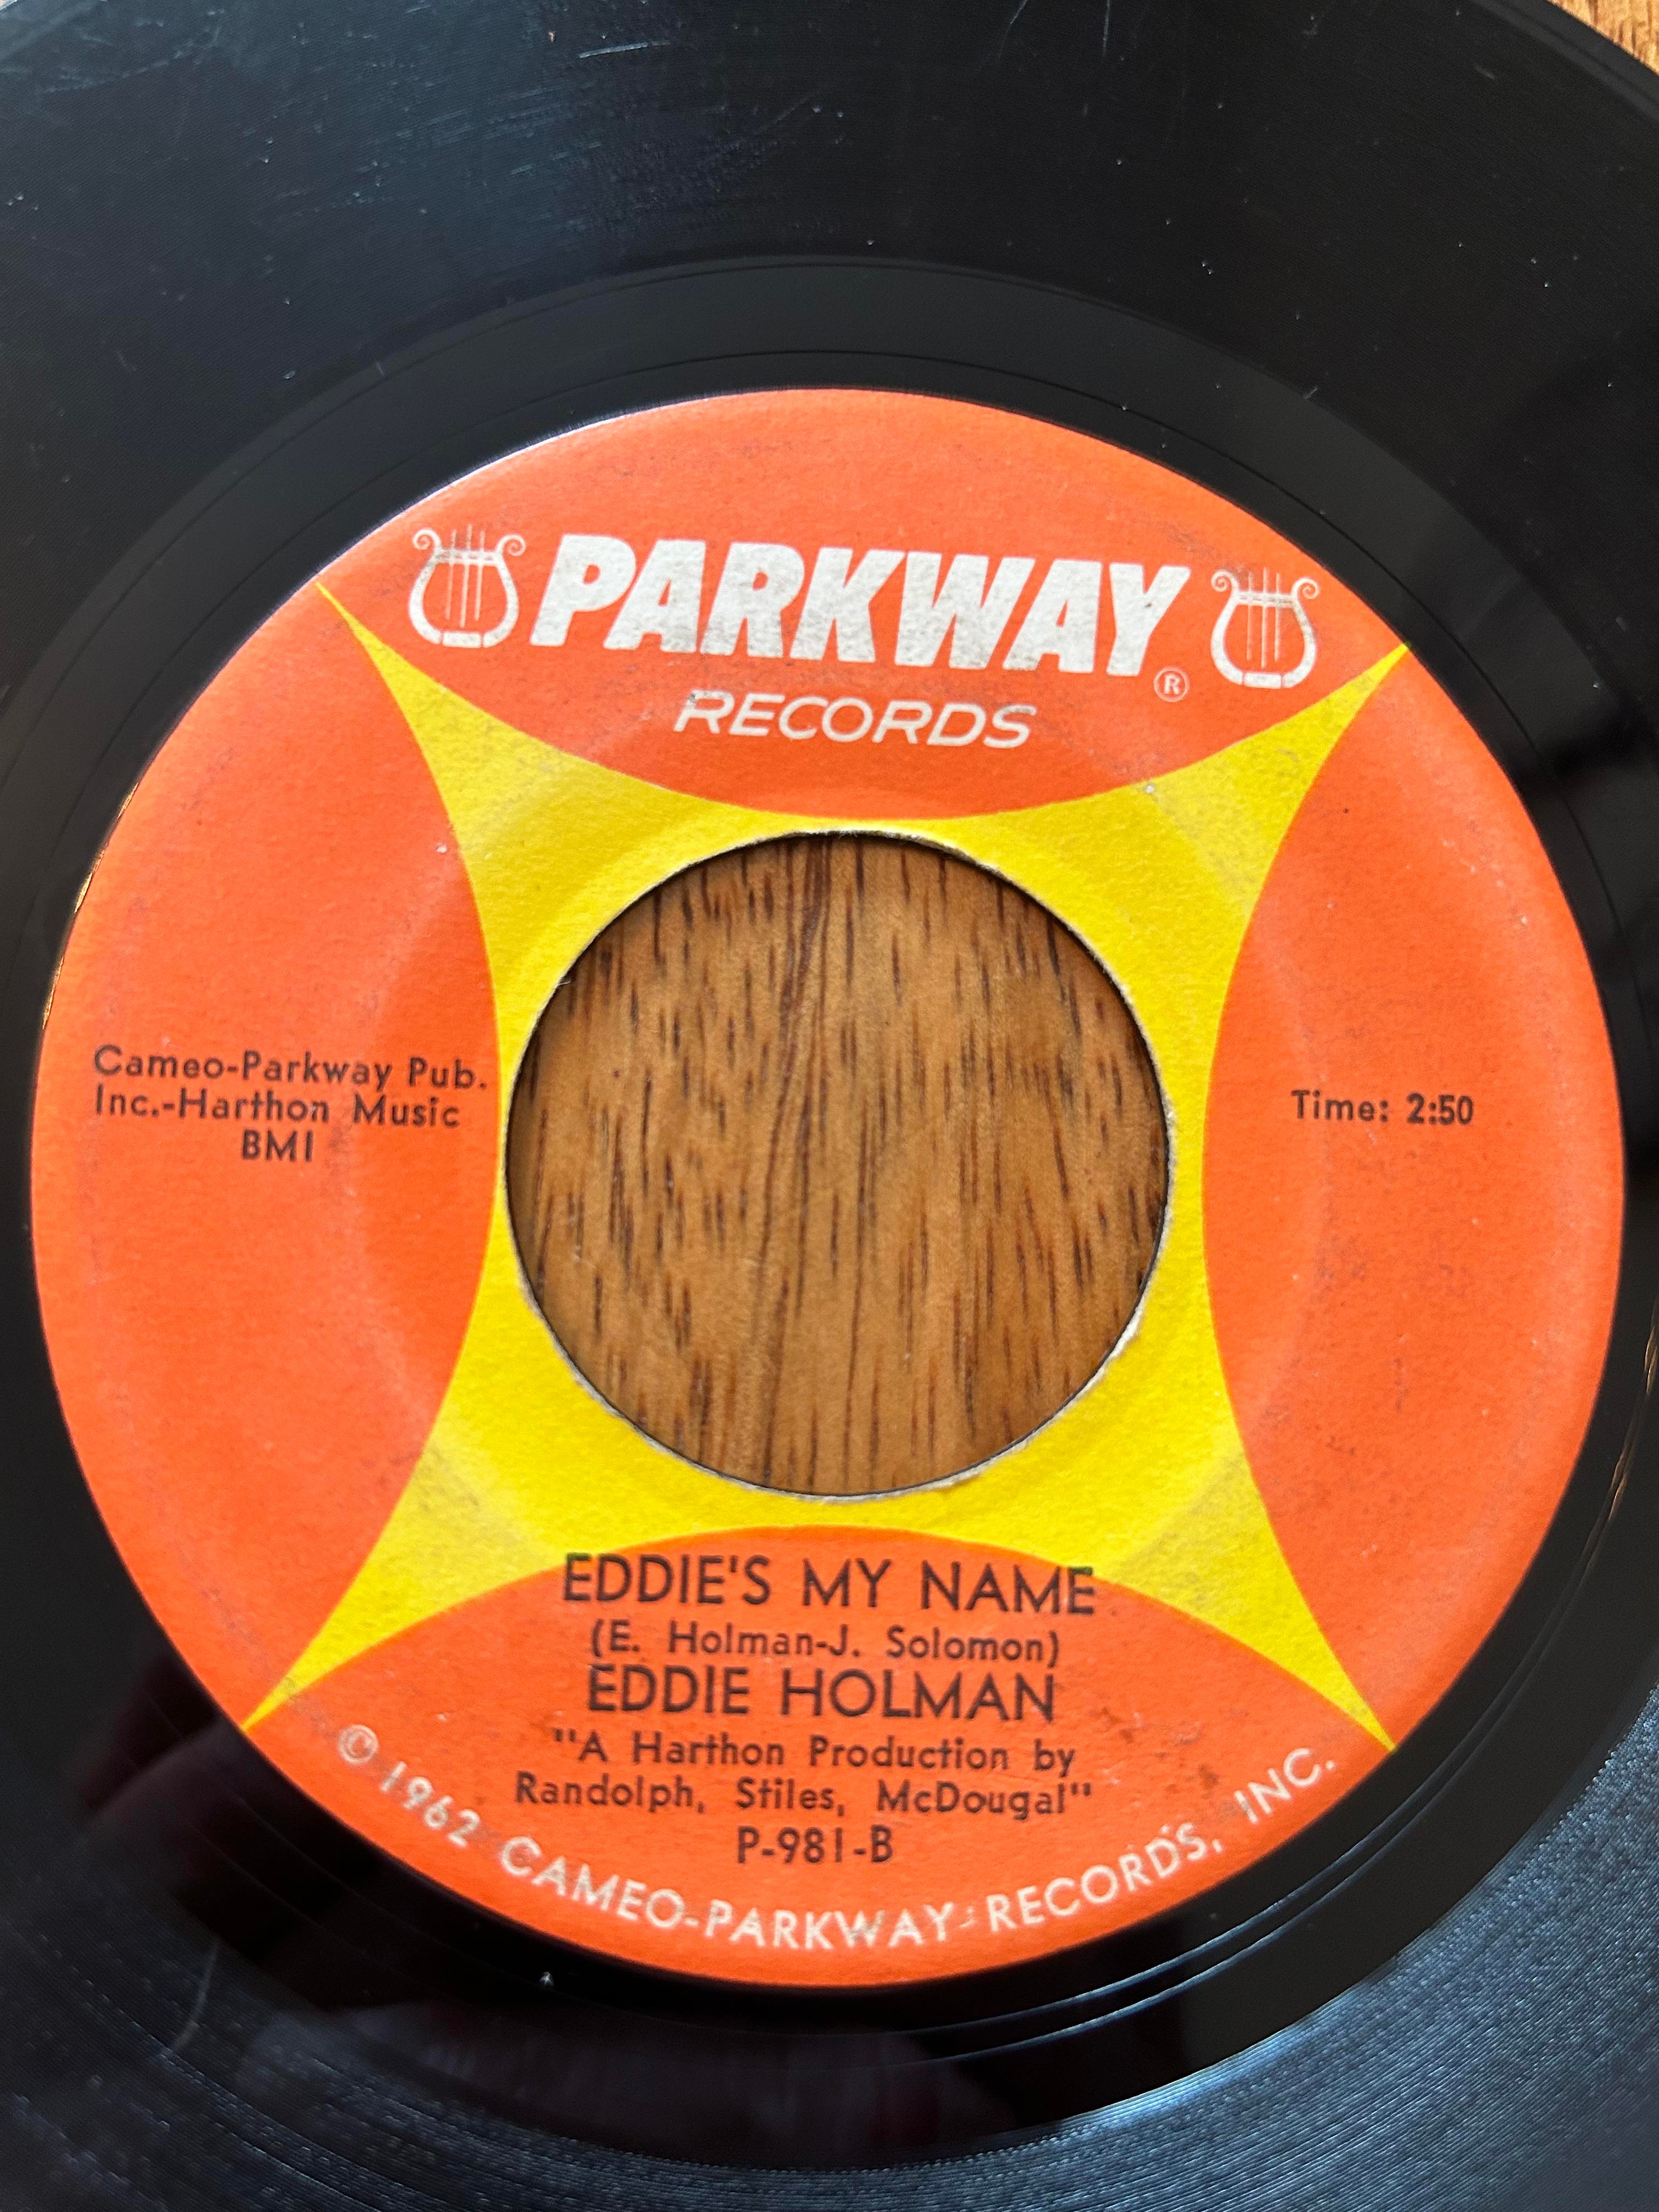 PARKWAY ®
RECORDS
Cameo-Parkway Pub.
Inc.-Harthon Music
BMI
Time: 2:50
EDDIE'S MY NAME
(E. Holman-J. Solomon)
EDDIE HOLMAN
"A Harthon Production by
Randolph, Stiles, McDougal"
P-981-B
© 1962 CAMEO-PARKWAY RECORDS, INC.